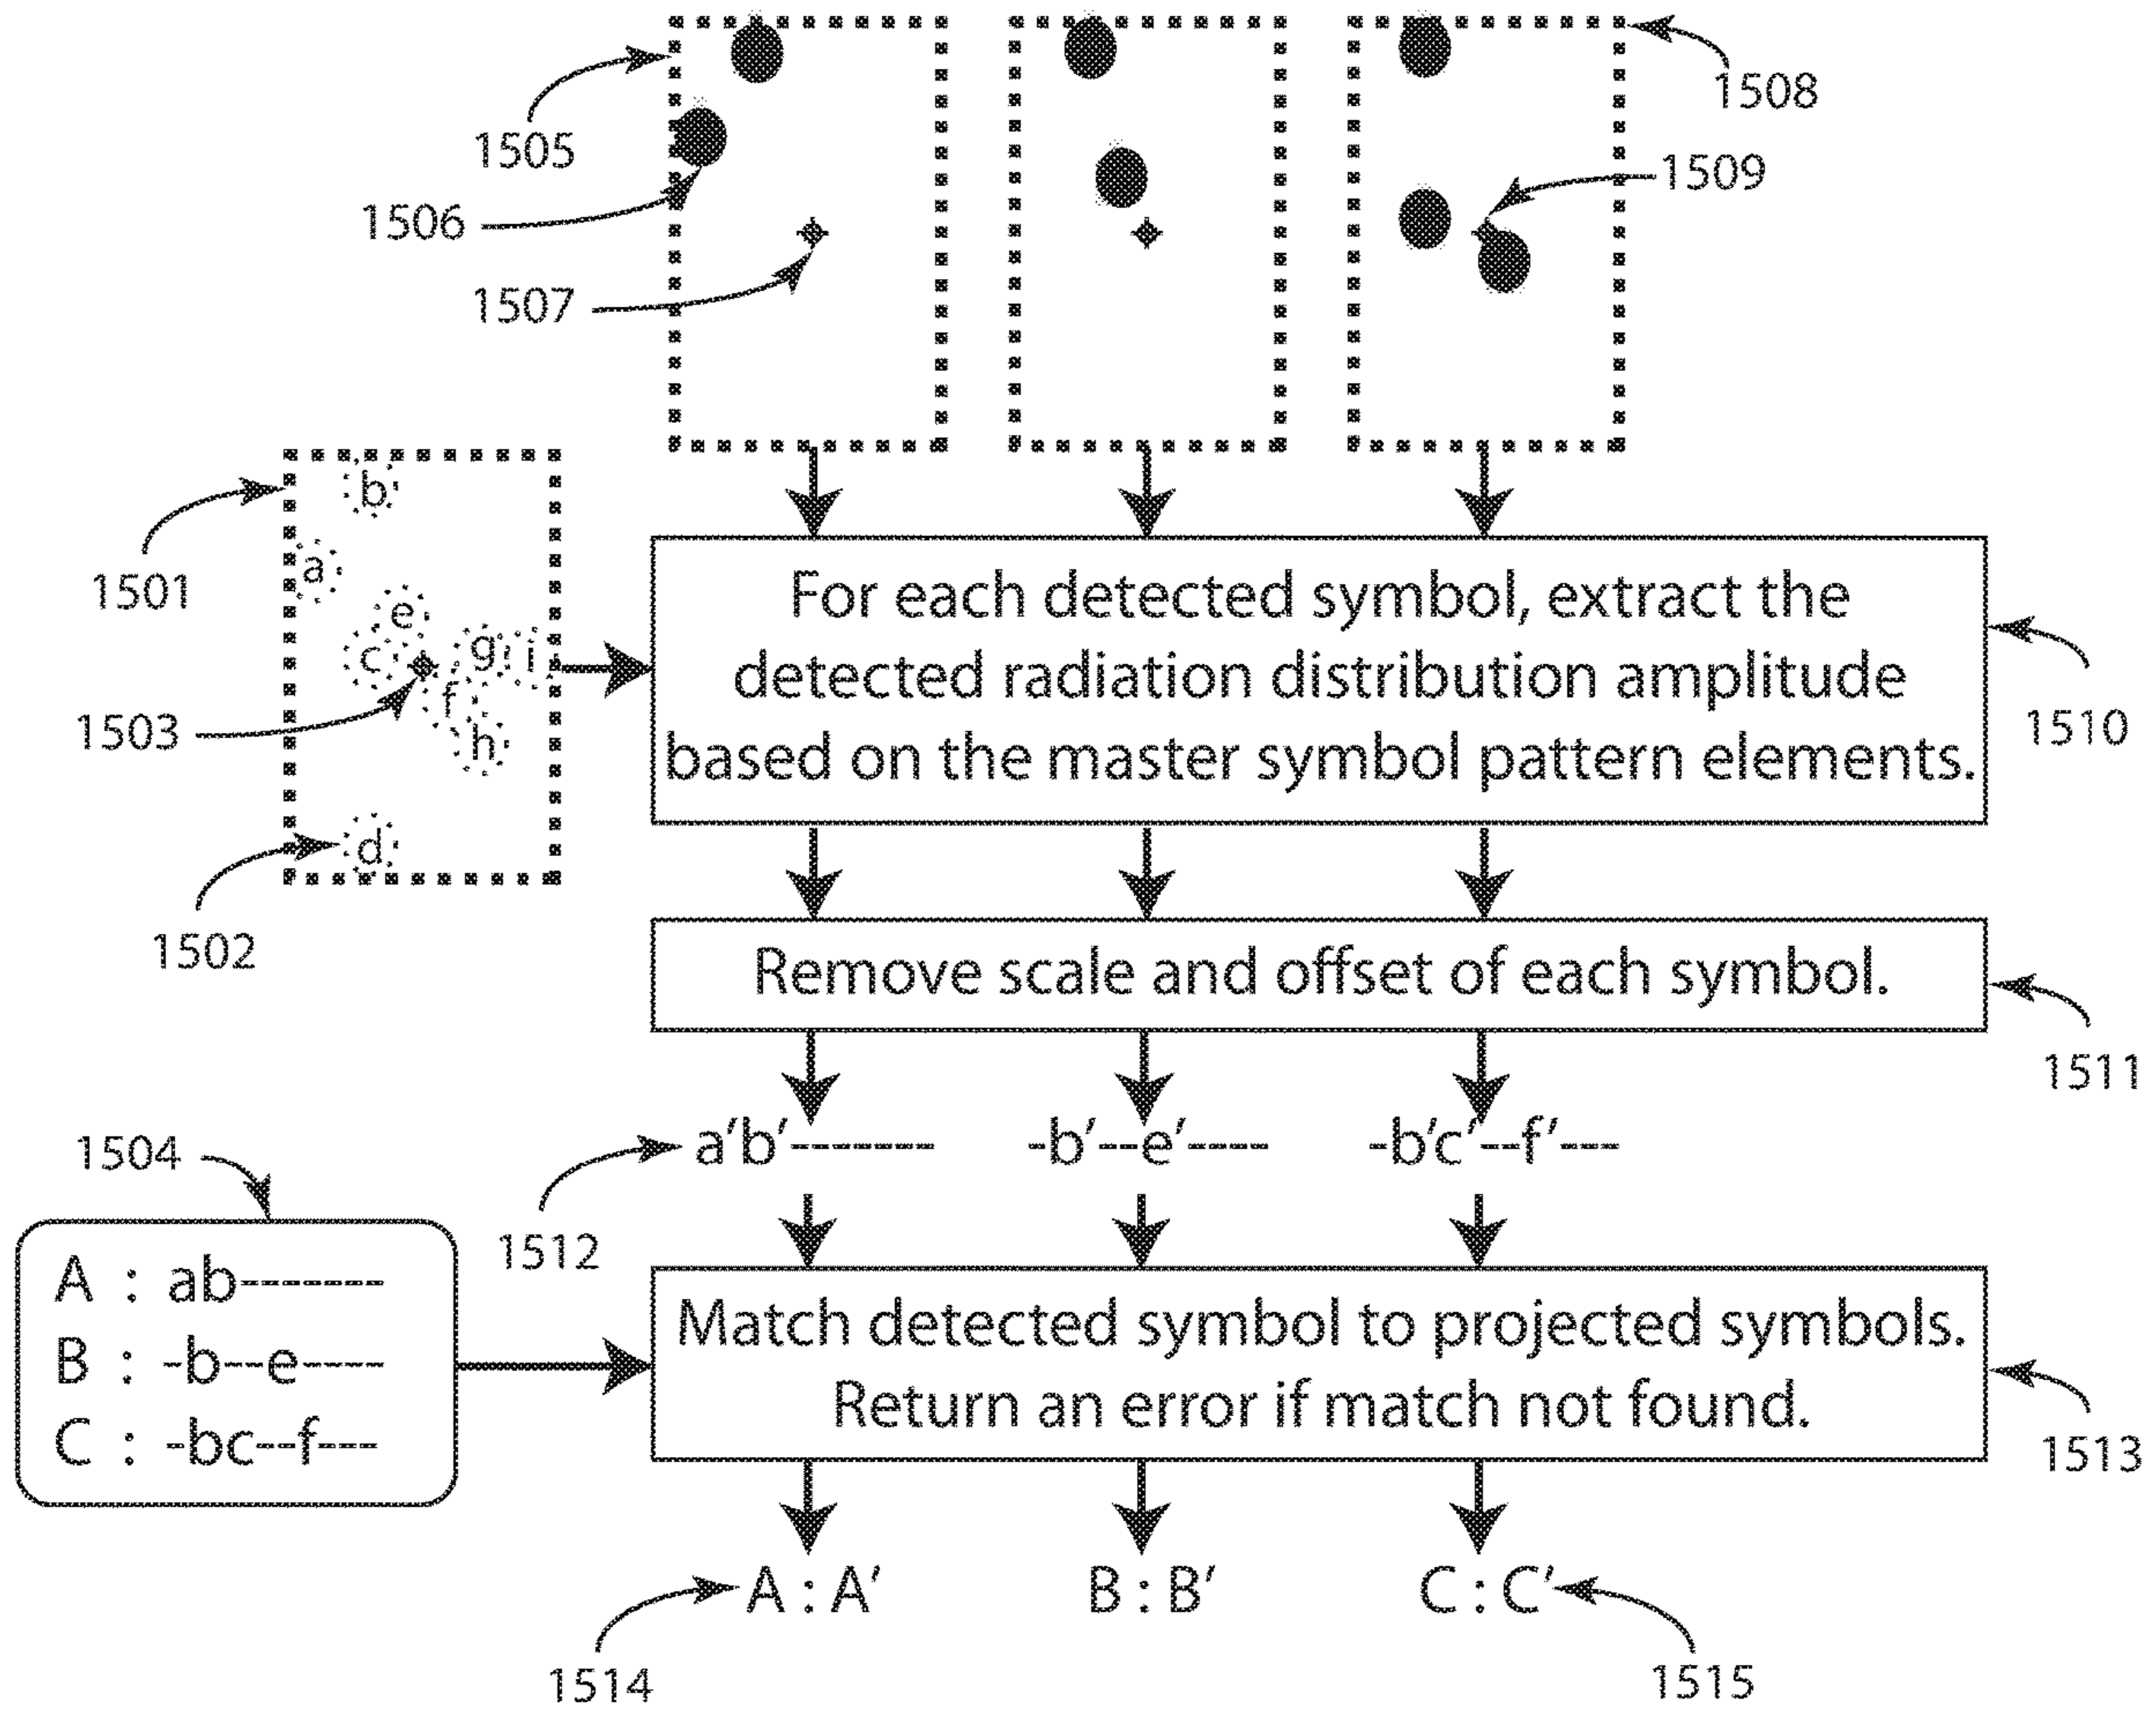 1508
1505
1509
1506
1507
b
a
1501
e
g i
c
f
1503
h
d
1502
For each detected symbol, extract the
detected radiation distribution amplitude
based on the master symbol pattern elements.
1510
Remove scale and offset of each symbol.
1511
a'b'-------
-b'--e'----
-b'c'--f'---
1512
1504
A : ab-------
B : -b--e----
C : -bc--f---
Match detected symbol to projected symbols.
Return an error if match not found.
1513
A : A'
B : B'
C : C'
1514
1515